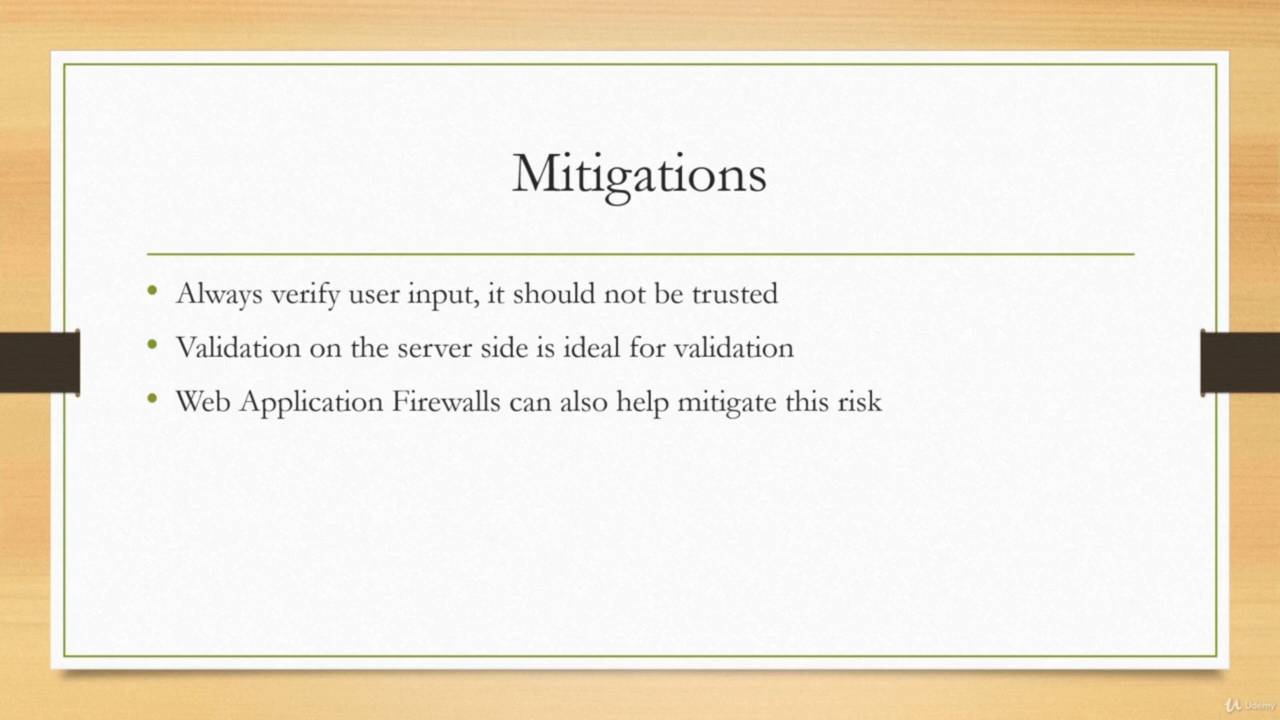 Mitigations
• Always verify user input, it should not be trusted
• Validation on the server side is ideal for validation
• Web Application Firewalls can also help mitigate this risk
Udemy